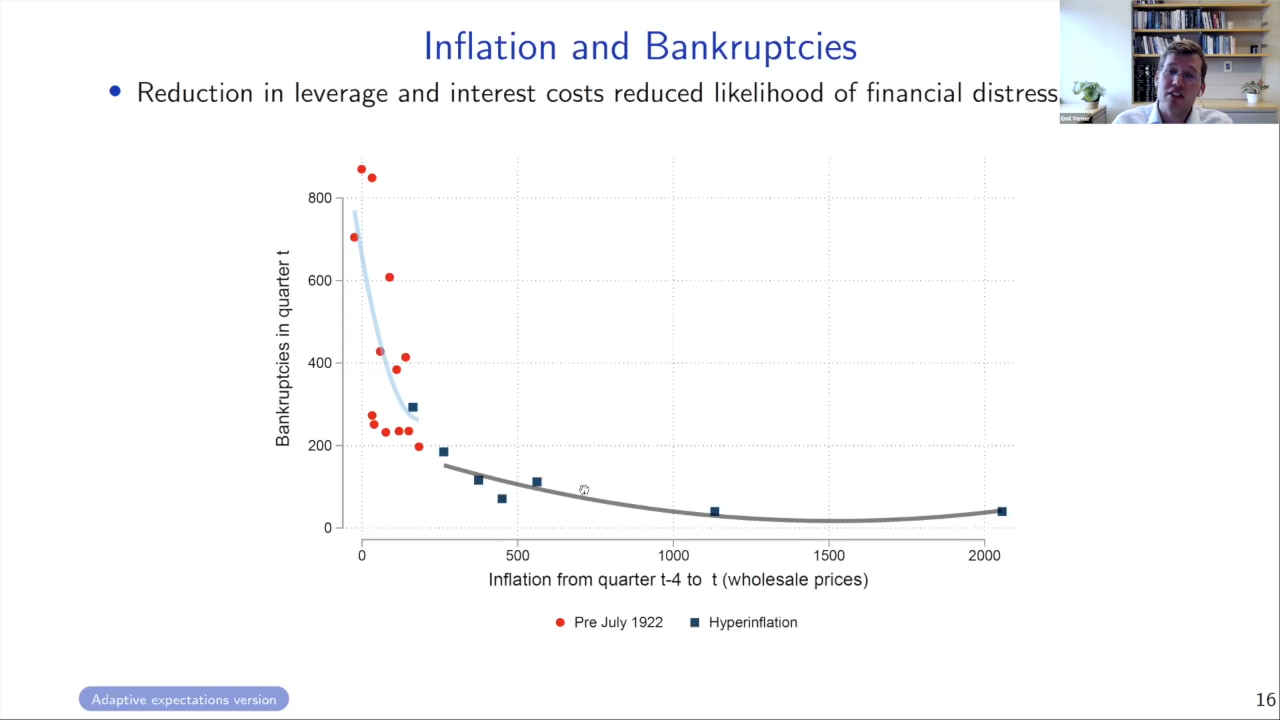 Inflation and Bankruptcies
Reduction in leverage and interest costs reduced likelihood of financial distress
Emil Verner
800
600
400
200
0
Bankruptcies in quarter t
0 500 1000 1500 2000
Inflation from quarter t-4 to t (wholesale prices)
Pre July 1922 Hyperinflation
Adaptive expectations version
16